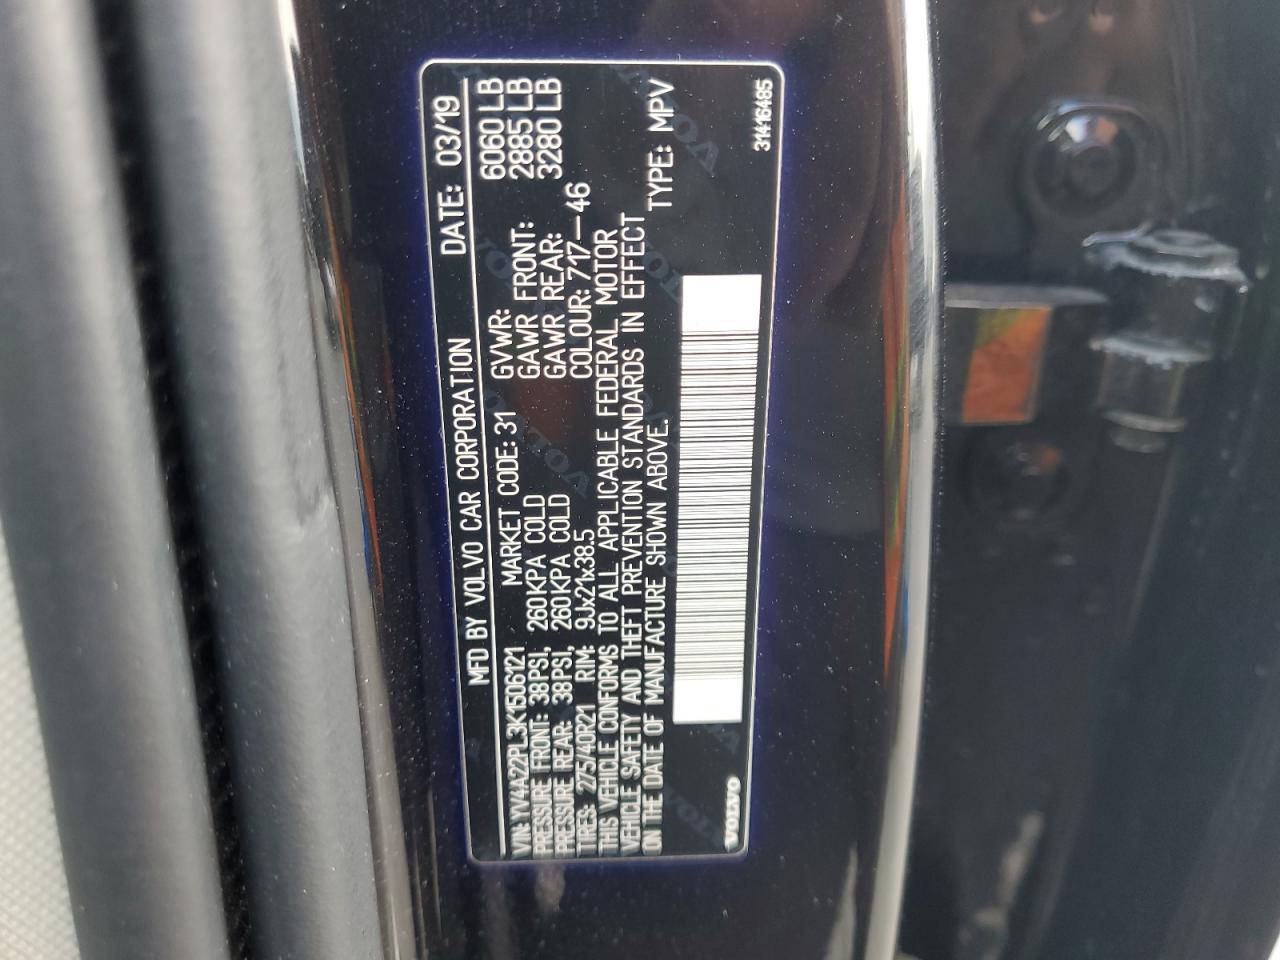 MFD BY VOLVO CAR CORPORATION DATE: 03/19
VIN: YV4A22PL3K1506121 MARKET CODE: 31 GVWR: 6060 LB
PRESSURE FRONT: 38PSI, 260KPA COLD GAWR FRONT: 2885 LB
PRESSURE REAR: 38PSI, 260KPA COLD GAWR REAR: 3280 LB
TIRES: 275/40R21 RIM: 9Jx21x38.5 COLOUR: 717-46
THIS VEHICLE CONFORMS TO ALL APPLICABLE FEDERAL MOTOR
VEHICLE SAFETY AND THEFT PREVENTION STANDARDS IN EFFECT
ON THE DATE OF MANUFACTURE SHOWN ABOVE. TYPE: MPV
VOLVO 31416485